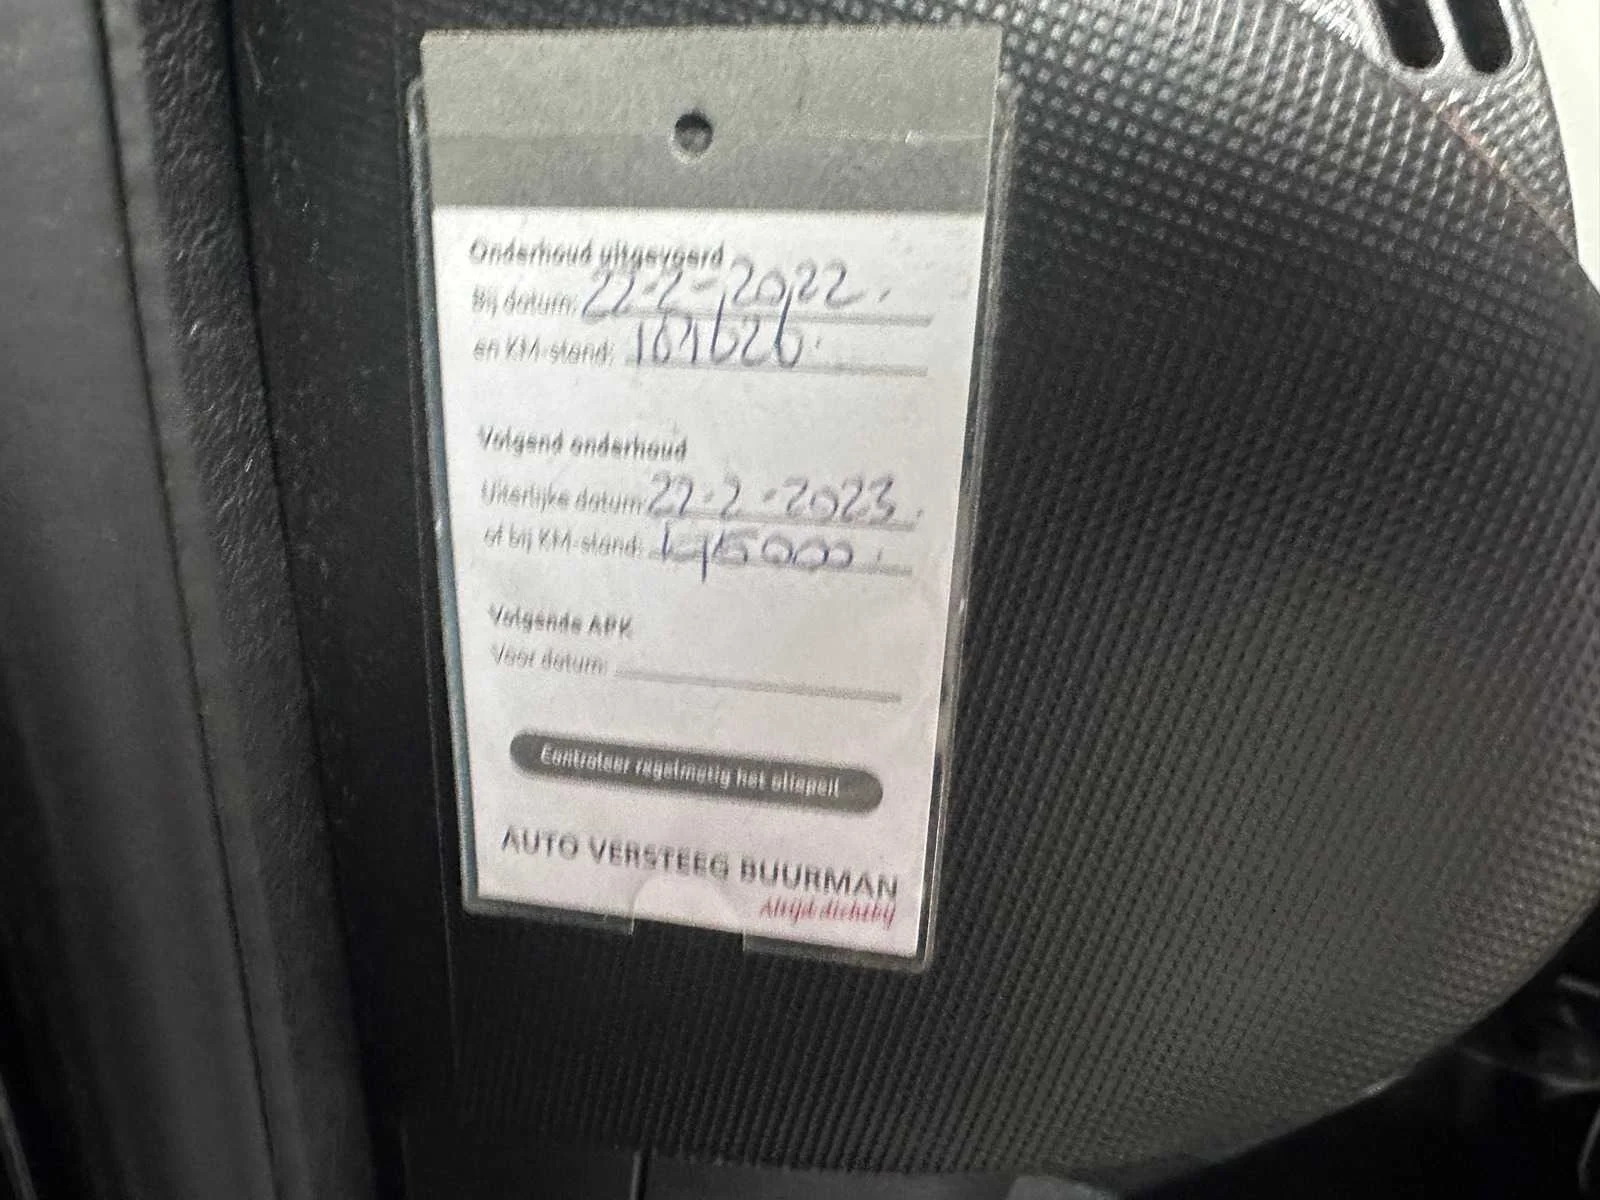 Onderhoud uitgevoerd
Bij datum: 22-2-2022.
en KM-stand:
Volgend onderhoud
Uiterlijke datum: 22-2-2023.
of bij KM-stand: 195000.
Volgende APK
Voor datum:
Controleer regelmatig het oliepeil
AUTO VERSTEEG BUURMAN
Altijd dichtbij